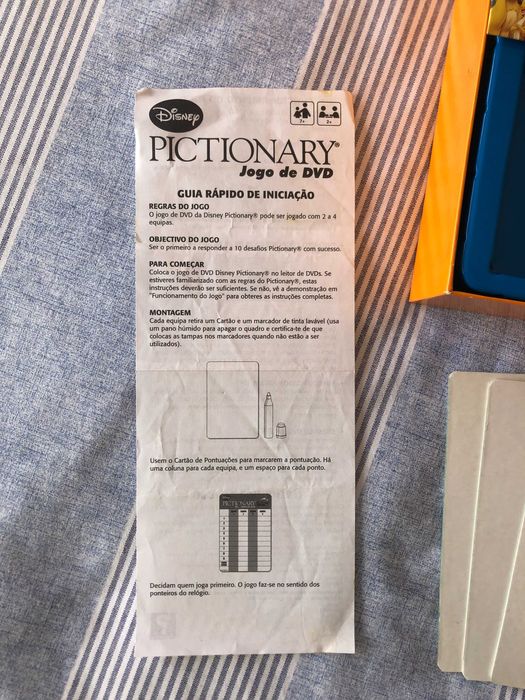 Disney
7+ 2+
PICTIONARY®
Jogo de DVD
GUIA RÁPIDO DE INICIAÇÃO
REGRAS DO JOGO
O jogo de DVD da Disney Pictionary® pode ser jogado com 2 a 4
equipas.
OBJECTIVO DO JOGO
Ser o primeiro a responder a 10 desafios Pictionary® com sucesso.
PARA COMEÇAR
Coloca o jogo de DVD Disney Pictionary® no leitor de DVDs. Se
estiveres familiarizado com as regras do Pictionary®, estas
instruções deverão ser suficientes. Se não, vê a demonstração em
"Funcionamento do Jogo" para obteres as instruções completas.
MONTAGEM
Cada equipa retira um Cartão e um marcador de tinta lavável (usa
um pano húmido para apagar o quadro e certifica-te de que
colocas as tampas nos marcadores quando não estão a ser
utilizados).
Usem o Cartão de Pontuações para marcarem a pontuação. Há
uma coluna para cada equipa, e um espaço para cada ponto.
PICTIONARY
Decidam quem joga primeiro. O jogo faz-se no sentido dos
ponteiros do relógio.